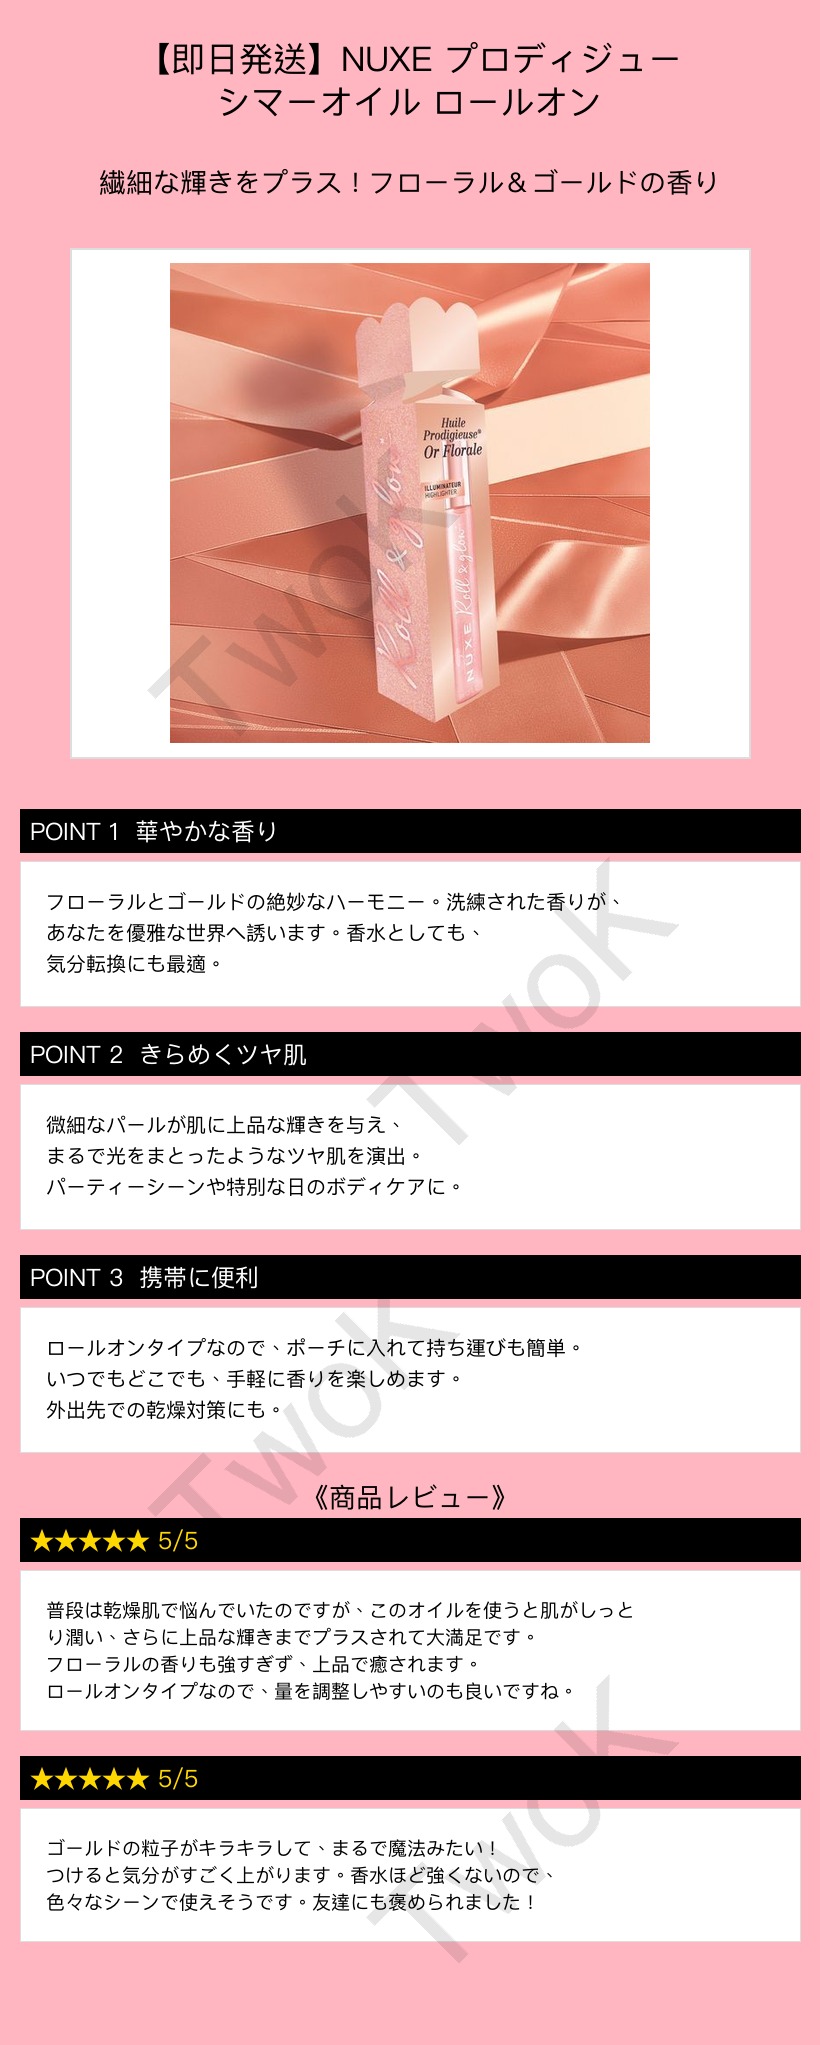 【即日発送】NUXE プロディジュー
シマーオイル ロールオン
繊細な輝きをプラス！フローラル＆ゴールドの香り
Huile
Prodigieuse®
Or Florale
ILLUMINATEUR
HIGHLIGHTER
Roll & glow
NUXE Roll & glow
TwoK
POINT 1 華やかな香り
フローラルとゴールドの絶妙なハーモニー。洗練された香りが、
あなたを優雅な世界へ誘います。香水としても、
気分転換にも最適。
TwoK
POINT 2 きらめくツヤ肌
微細なパールが肌に上品な輝きを与え、
まるで光をまとったようなツヤ肌を演出。
パーティーシーンや特別な日のボディケアに。
POINT 3 携帯に便利
ロールオンタイプなので、ポーチに入れて持ち運びも簡単。
いつでもどこでも、手軽に香りを楽しめます。
外出先での乾燥対策にも。
TwoK
《商品レビュー》
★★★★★ 5/5
普段は乾燥肌で悩んでいたのですが、このオイルを使うと肌がしっと
り潤い、さらに上品な輝きまでプラスされて大満足です。
フローラルの香りも強すぎず、上品で癒されます。
ロールオンタイプなので、量を調整しやすいのも良いですね。
★★★★★ 5/5
ゴールドの粒子がキラキラして、まるで魔法みたい！
つけると気分がすごく上がります。香水ほど強くないので、
色々なシーンで使えそうです。友達にも褒められました！
TwoK